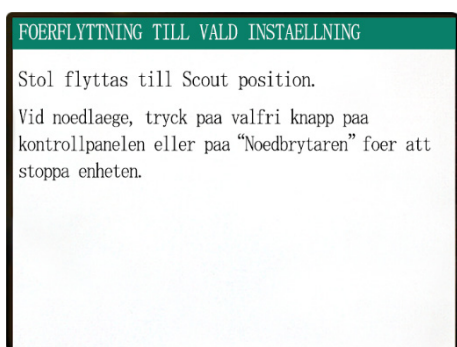 FOERFLYTTNING TILL VALD INSTAELLNING
Stol flyttas till Scout position.
Vid noedlaege, tryck paa valfri knapp paa
kontrollpanelen eller paa “Noedbrytaren” foer att
stoppa enheten.